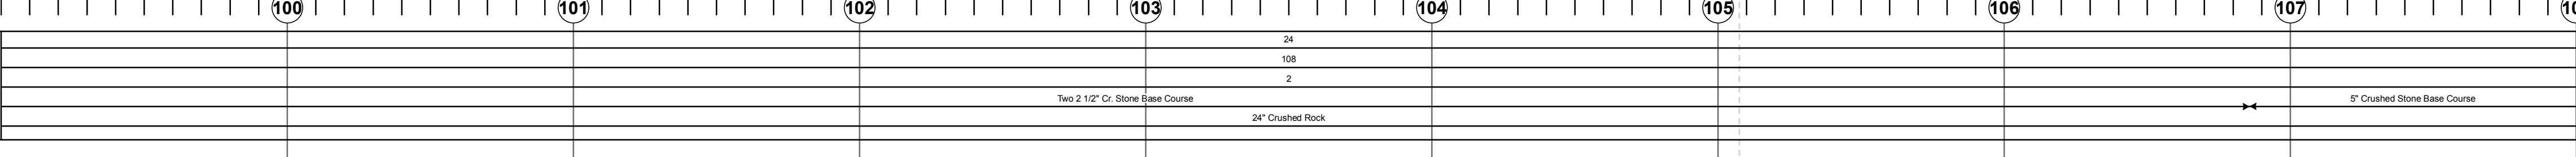 100 101 102 103 104 105 106 107 10
24
108
2
Two 2 1/2" Cr. Stone Base Course 5" Crushed Stone Base Course
24" Crushed Rock